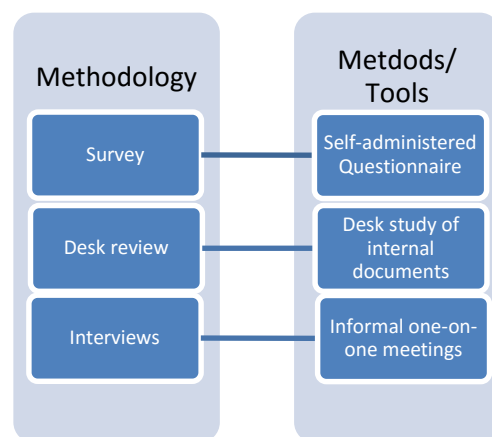 Methodology
Survey
Desk review
Interviews
Metdods/
Tools
Self-administered
Questionnaire
Desk study of
internal
documents
Informal one-on-
one meetings